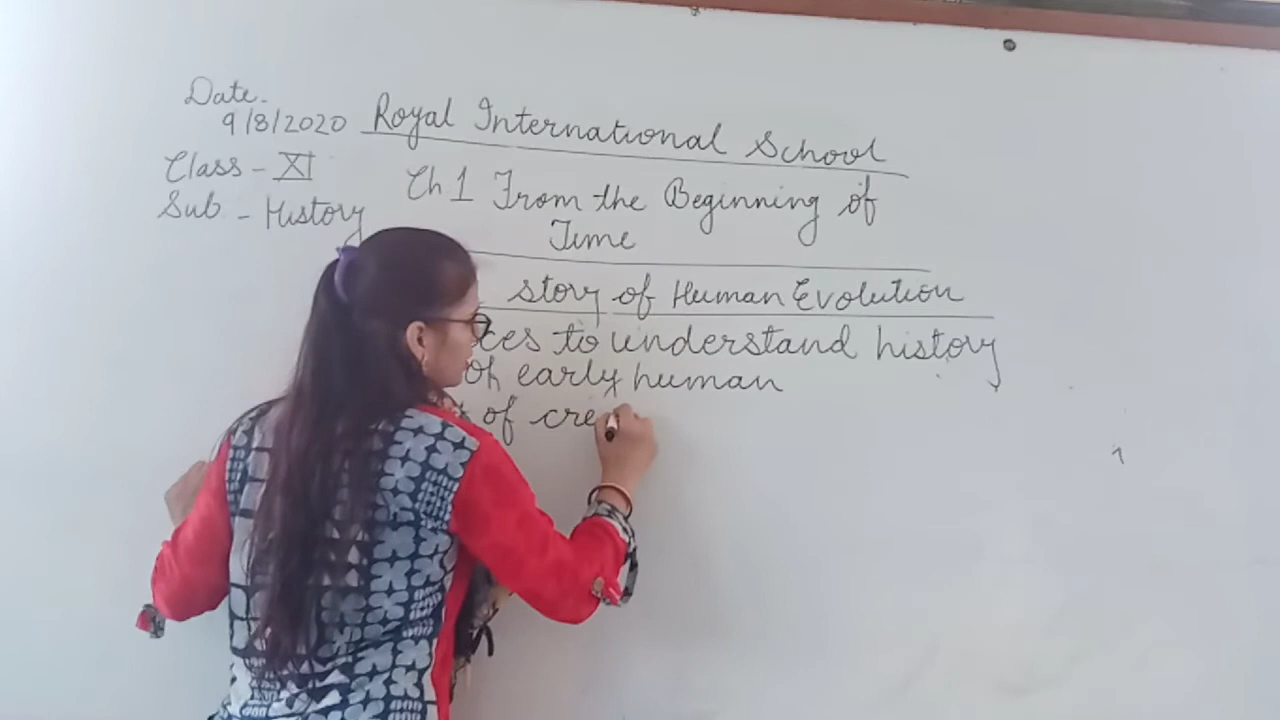 Date.
9/8/2020 Royal International School
Class - XI
Sub - History
Ch 1 From the Beginning of
Time
story of Human Evolution
to understand history
of early human
of cre